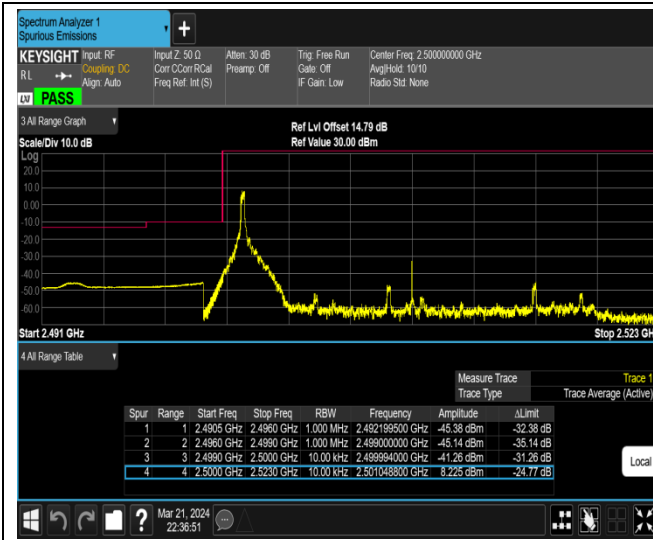 Spectrum Analyzer 1
Spurious Emissions
+
KEYSIGHT Input: RF Input Z: 50 Ω Atten: 30 dB Trig: Free Run Center Freq: 2.500000000 GHz
RL Coupling: DC Corr CCorr RCal Preamp: Off Gate: Off Avg|Hold: 10/10
Align: Auto Freq Ref: Int (S) IF Gain: Low Radio Std: None
LXI PASS
3 All Range Graph
Ref Lvl Offset 14.79 dB
Scale/Div 10.0 dB Ref Value 30.00 dBm
Log
20.0
10.0
0.00
-10.0
-20.0
-30.0
-40.0
-50.0
-60.0
Start 2.491 GHz Stop 2.523 GH
4 All Range Table
Measure Trace Trace 1
Trace Type Trace Average (Active)
Spur Range Start Freq Stop Freq RBW Frequency Amplitude ΔLimit
1 1 2.4905 GHz 2.4960 GHz 1.000 MHz 2.492199500 GHz -45.38 dBm -32.38 dB
2 2 2.4960 GHz 2.4990 GHz 1.000 MHz 2.499000000 GHz -45.14 dBm -35.14 dB
3 3 2.4990 GHz 2.5000 GHz 10.00 kHz 2.499994000 GHz -41.26 dBm -31.26 dB
4 4 2.5000 GHz 2.5230 GHz 10.00 kHz 2.501048800 GHz 8.225 dBm -24.77 dB
Local
? Mar 21, 2024
22:36:51